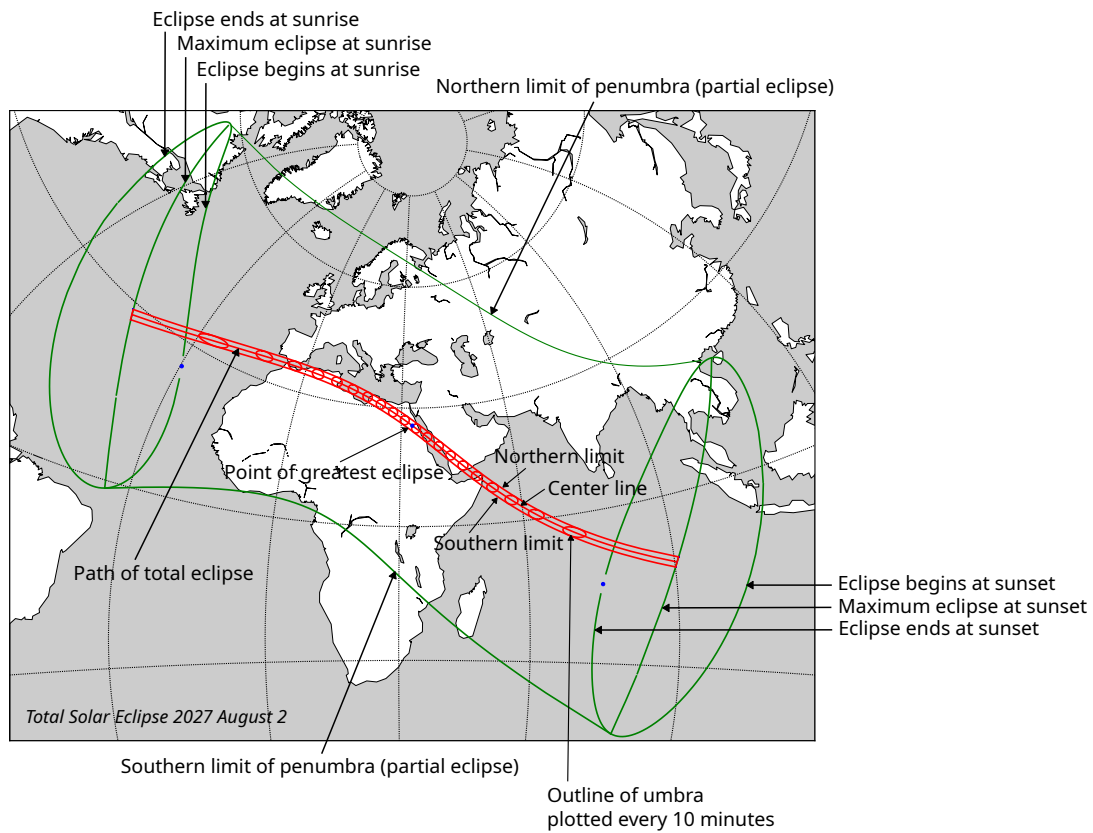 Eclipse ends at sunrise
Maximum eclipse at sunrise
Eclipse begins at sunrise
Northern limit of penumbra (partial eclipse)
Northern limit
Point of greatest eclipse
Center line
Southern limit
Path of total eclipse
Eclipse begins at sunset
Maximum eclipse at sunset
Eclipse ends at sunset
Total Solar Eclipse 2027 August 2
Southern limit of penumbra (partial eclipse)
Outline of umbra
plotted every 10 minutes